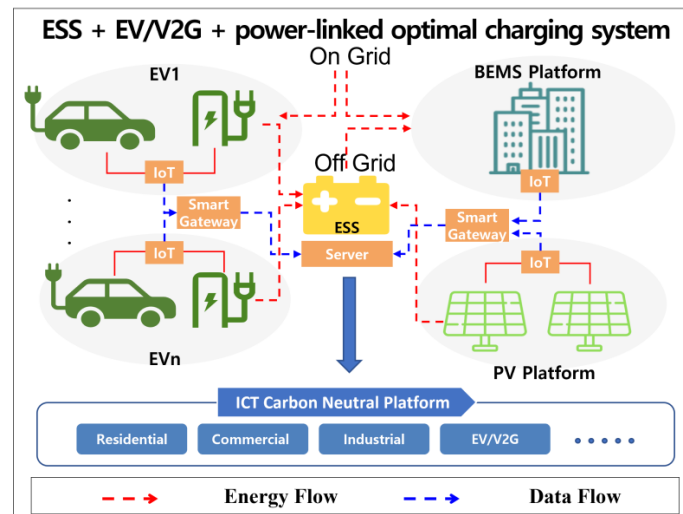 ESS + EV/V2G + power-linked optimal charging system
On Grid
EV1
BEMS Platform
Off Grid
IoT
IoT
Smart
Gateway
ESS
Smart
Gateway
Server
IoT
IoT
EVn
PV Platform
ICT Carbon Neutral Platform
Residential
Commercial
Industrial
EV/V2G
Energy Flow
Data Flow